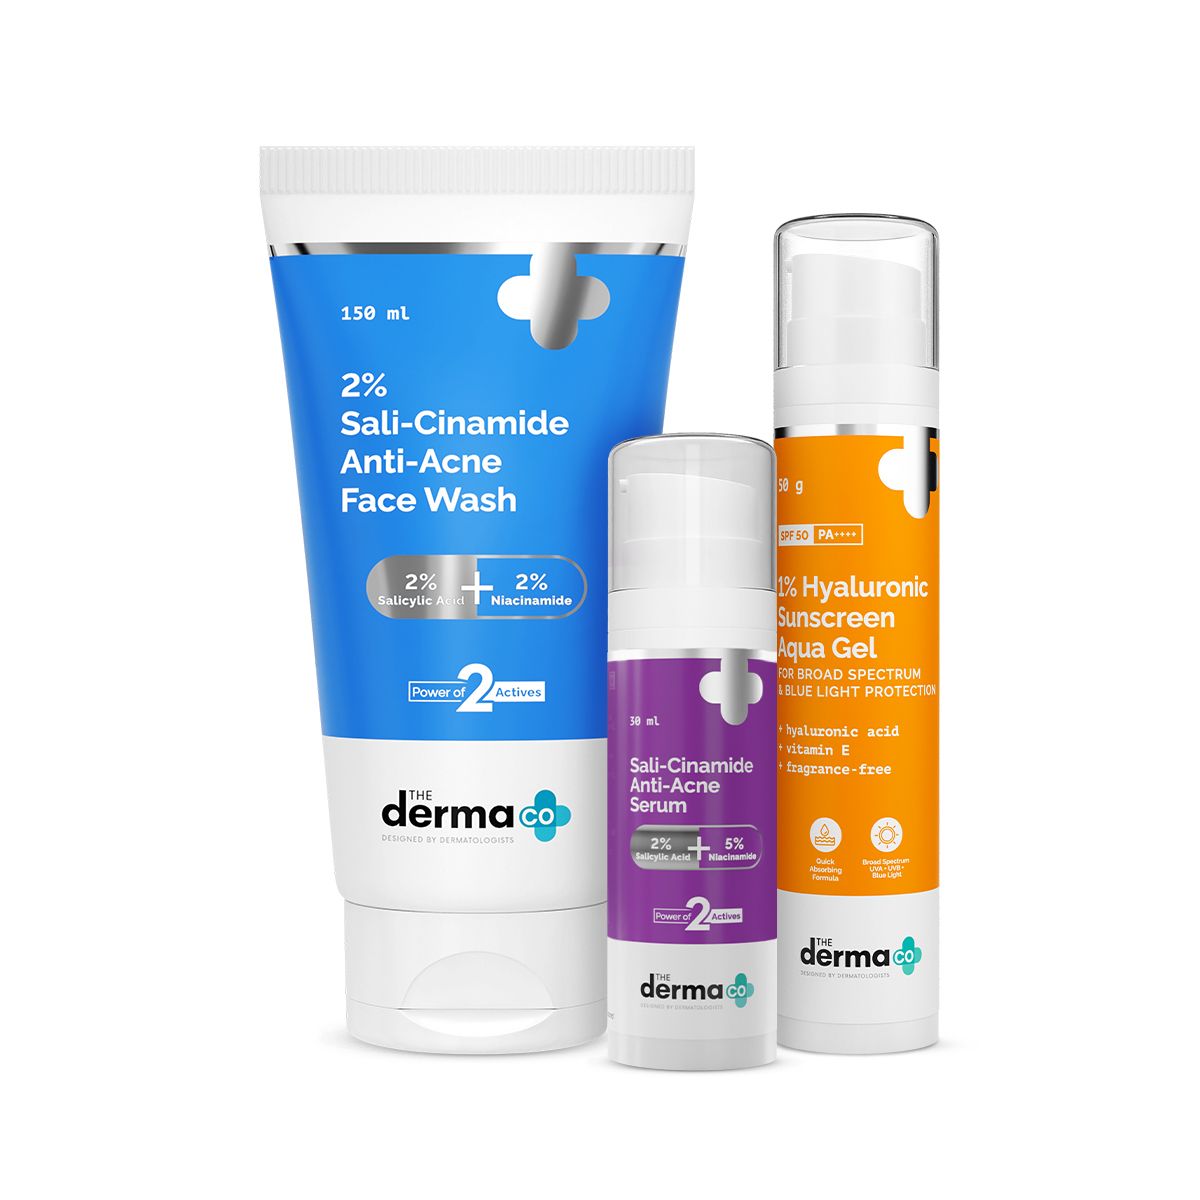 150 ml
2%
Sali-Cinamide
Anti-Acne
Face Wash
2% + 2%
Salicylic Acid Niacinamide
Power of 2 Actives
THE
derma co
DESIGNED BY DERMATOLOGISTS
30 ml
Sali-Cinamide
Anti-Acne
Serum
2% + 5%
Salicylic Acid Niacinamide
Power of 2 Actives
THE
derma co
DESIGNED BY DERMATOLOGISTS
50 g
SPF 50 PA++++
1% Hyaluronic
Sunscreen
Aqua Gel
FOR BROAD SPECTRUM
& BLUE LIGHT PROTECTION
+ hyaluronic acid
+ vitamin E
+ fragrance-free
Quick
Absorbing
Formula
Broad Spectrum
UVA - UVB -
Blue Light
THE
derma co
DESIGNED BY DERMATOLOGISTS